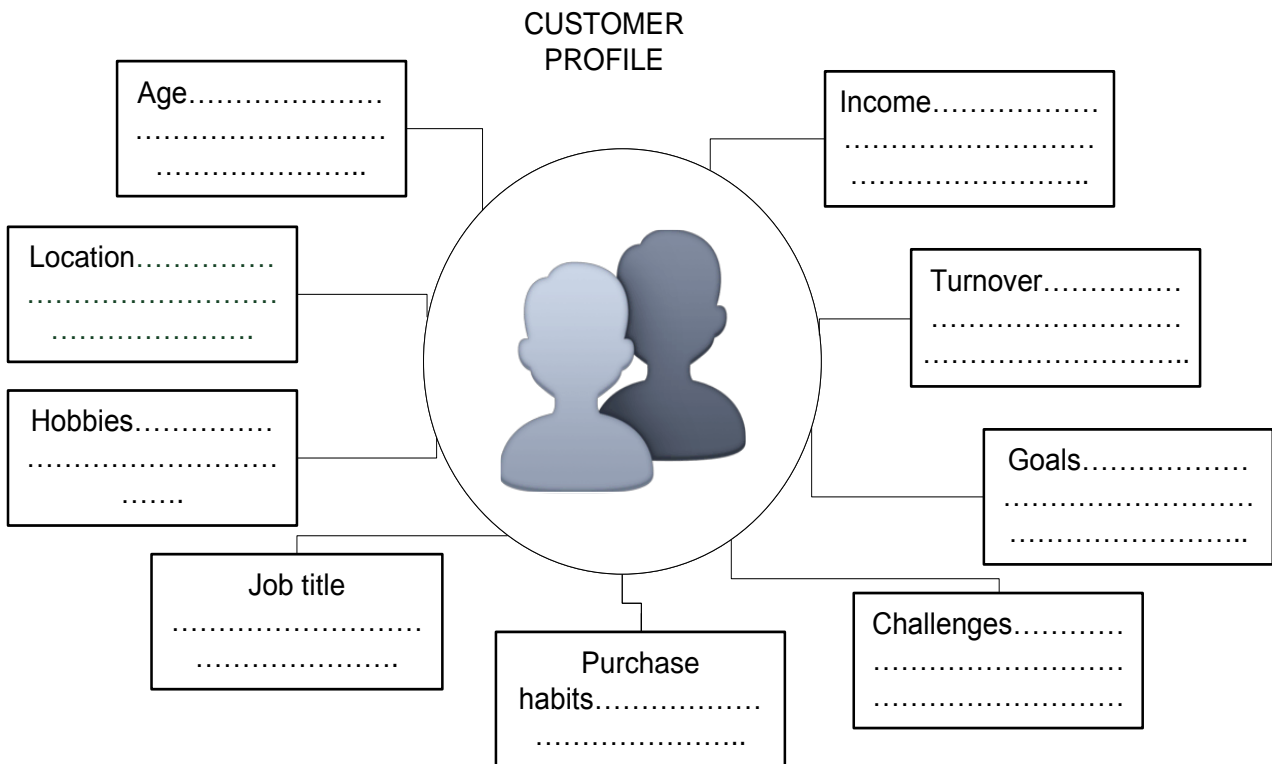 CUSTOMER
PROFILE
Age…………………
………………………
…………………..
Income………………
………………………
……………………..
Location……………
………………………
………………….
Turnover……………
………………………
………………………..
Hobbies……………
………………………
…….
Goals………………
………………………
……………………..
Job title
………………………
………………….
Purchase
habits………………
…………………..
Challenges…………
………………………
………………………